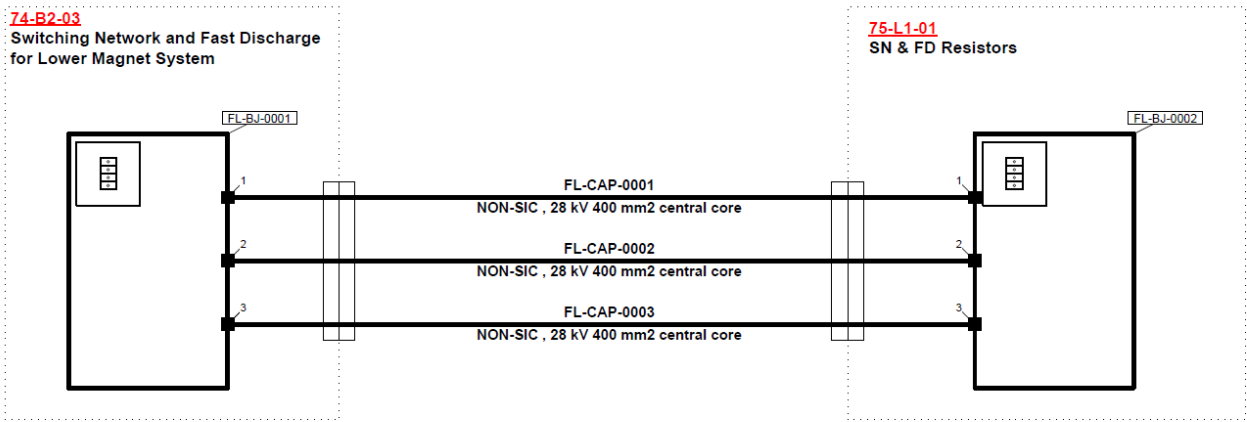 74-B2-03
Switching Network and Fast Discharge
for Lower Magnet System
75-L1-01
SN & FD Resistors
FL-BJ-0001
FL-BJ-0002
1
FL-CAP-0001
1
NON-SIC , 28 kV 400 mm2 central core
2
FL-CAP-0002
2
NON-SIC , 28 kV 400 mm2 central core
3
FL-CAP-0003
3
NON-SIC , 28 kV 400 mm2 central core